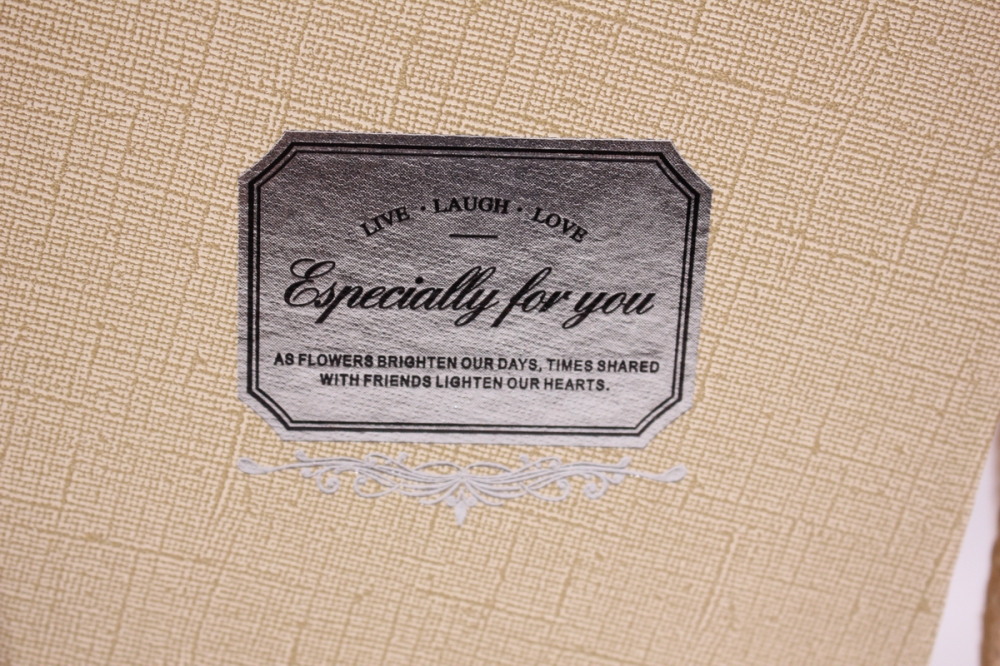 LIVE · LAUGH · LOVE
Especially for you
AS FLOWERS BRIGHTEN OUR DAYS, TIMES SHARED
WITH FRIENDS LIGHTEN OUR HEARTS.